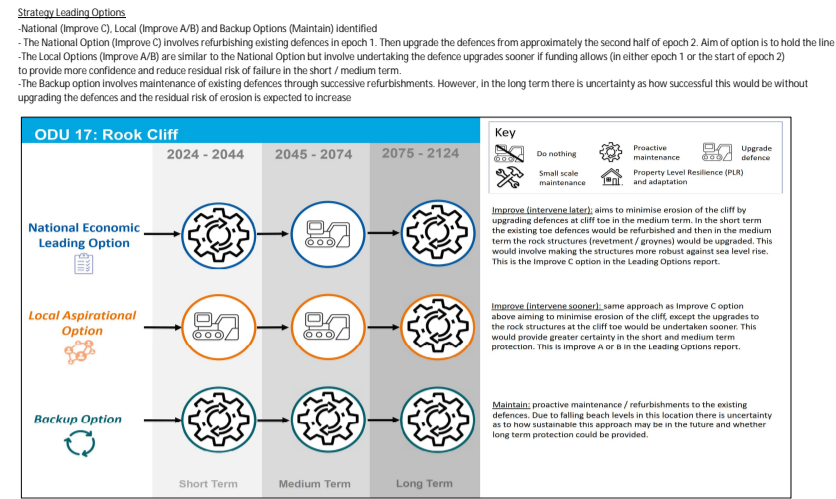 Strategy Leading Options
-National (Improve C), Local (Improve A/B) and Backup Options (Maintain) identified
- The National Option (Improve C) involves refurbishing existing defences in epoch 1. Then upgrade the defences from approximately the second half of epoch 2. Aim of option is to hold the line
-The Local Options (Improve A/B) are similar to the National Option but involve undertaking the defence upgrades sooner if funding allows (in either epoch 1 or the start of epoch 2)
to provide more confidence and reduce residual risk of failure in the short / medium term.
-The Backup option involves maintenance of existing defences through successive refurbishments. However, in the long term there is uncertainty as how successful this would be without
upgrading the defences and the residual risk of erosion is expected to increase
ODU 17: Rook Cliff
2024 - 2044
2045 - 2074
2075 - 2124
Key
Do nothing
Proactive
maintenance
Upgrade
defence
Small scale
maintenance
Property Level Resilience (PLR)
and adaptation
National Economic
Leading Option
Improve (intervene later): aims to minimise erosion of the cliff by
upgrading defences at cliff toe in the medium term. In the short term
the existing toe defences would be refurbished and then in the medium
term the rock structures (revetment / groynes) would be upgraded. This
would involve making the structures more robust against sea level rise.
This is the Improve C option in the Leading Options report.
Local Aspirational
Option
Improve (intervene sooner): same approach as Improve C option
above aiming to minimise erosion of the cliff, except the upgrades to
the rock structures at the cliff toe would be undertaken sooner. This
would provide greater certainty in the short and medium term
protection. This is Improve A or B in the Leading Options report.
Backup Option
Maintain: proactive maintenance / refurbishments to the existing
defences. Due to falling beach levels in this location there is uncertainty
as to how sustainable this approach may be in the future and whether
long term protection could be provided.
Short Term
Medium Term
Long Term